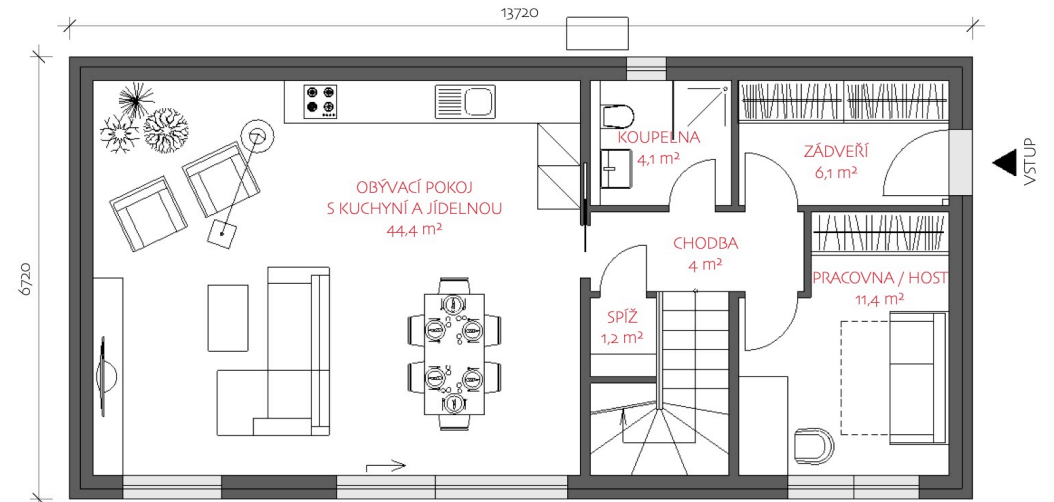 13720
6720
OBÝVACÍ POKOJ
S KUCHYNÍ A JÍDELNOU
44,4 m²
KOUPELNA
4,1 m²
ZÁDVEŘÍ
6,1 m²
VSTUP
CHODBA
4 m²
SPÍŽ
1,2 m²
PRACOVNA / HOST
11,4 m²